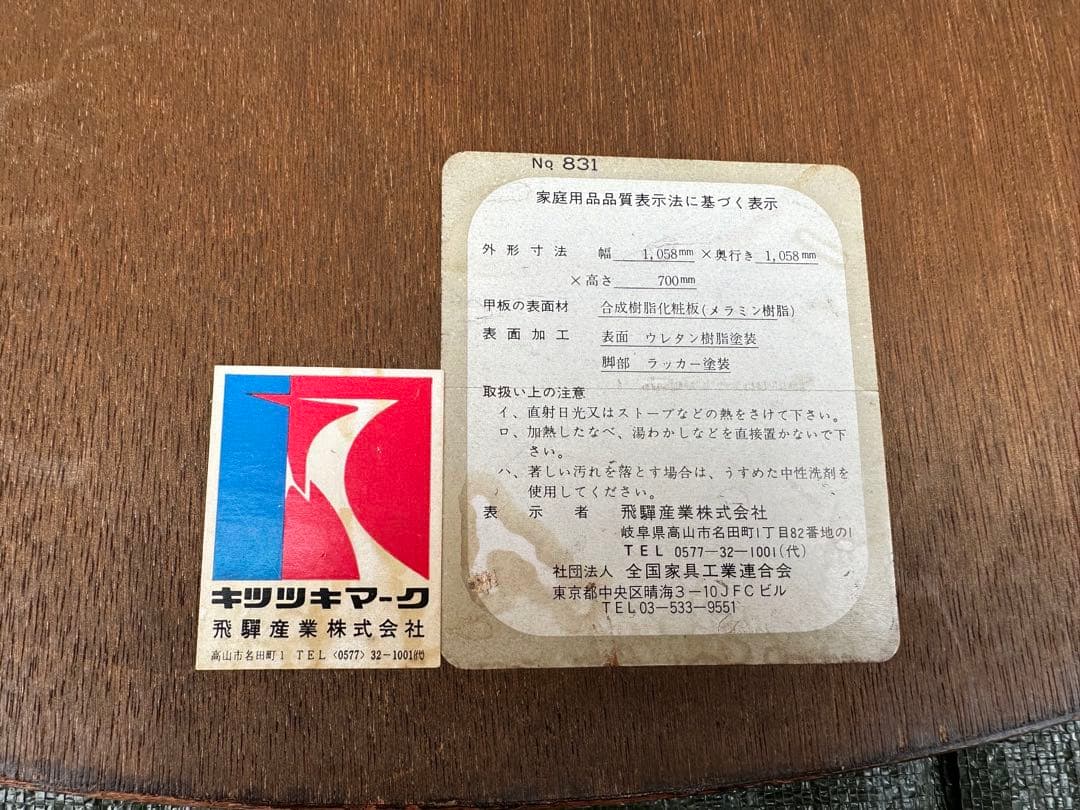 No 831
家庭用品品質表示法に基づく表示
外形寸法 幅 1,058mm ×奥行き 1,058mm
×高さ 700mm
甲板の表面材 合成樹脂化粧板(メラミン樹脂)
表面加工 表面 ウレタン樹脂塗装
脚部 ラッカー塗装
取扱い上の注意
イ、直射日光又はストーブなどの熱をさけて下さい。
ロ、加熱したなべ、湯わかしなどを直接置かないで下
さい。
ハ、著しい汚れを落とす場合は、うすめた中性洗剤を
使用してください。
表示者 飛驒産業株式会社
岐阜県高山市名田町1丁目82番地の1
TEL 0577-32-1001(代)
社団法人 全国家具工業連合会
東京都中央区晴海3-10JFCビル
TEL03-533-9551
キツツキマーク
飛驒産業株式会社
高山市名田町1 TEL <0577> 32-1001(代)